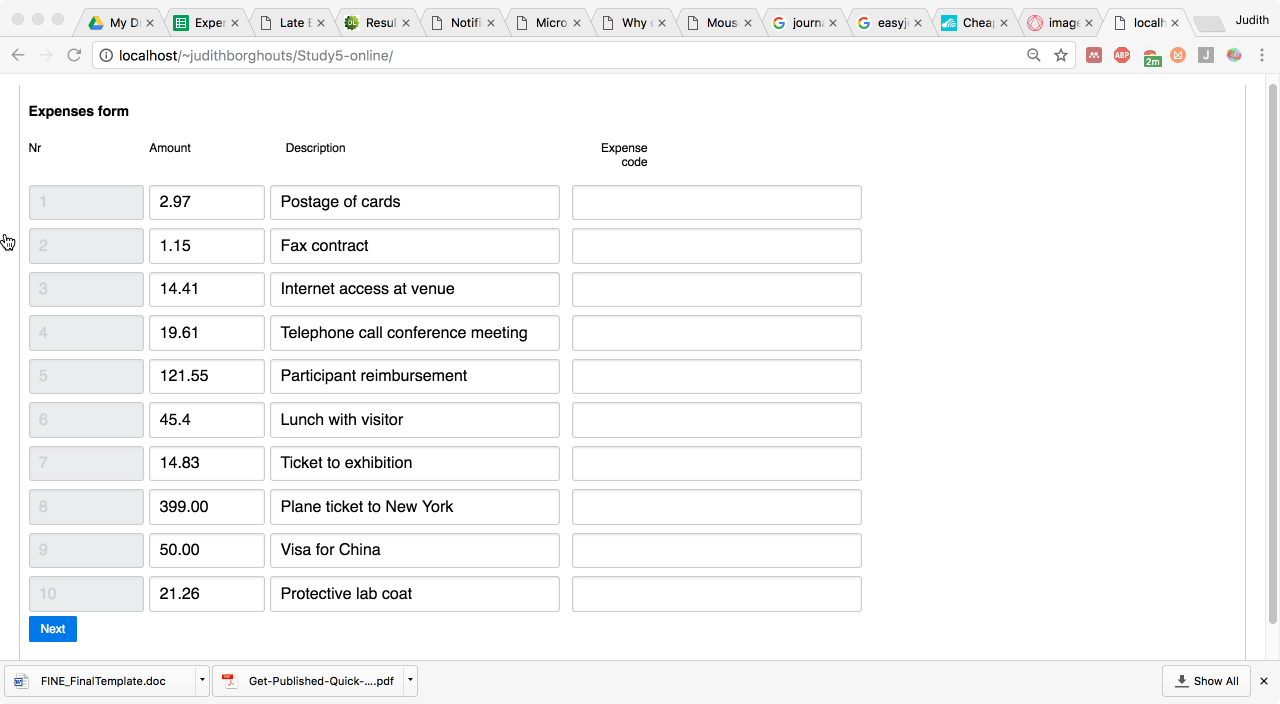 My D Exper Late E Resul Notifi Micro Why Mous journ easyj Cheap image localh Judith
localhost/~judithborghouts/Study5-online/ ABP 2m J
Expenses form
Nr Amount Description Expense
code
1 2.97 Postage of cards
2 1.15 Fax contract
3 14.41 Internet access at venue
4 19.61 Telephone call conference meeting
5 121.55 Participant reimbursement
6 45.4 Lunch with visitor
7 14.83 Ticket to exhibition
8 399.00 Plane ticket to New York
9 50.00 Visa for China
10 21.26 Protective lab coat
Next
FINE_FinalTemplate.doc Get-Published-Quick-....pdf Show All